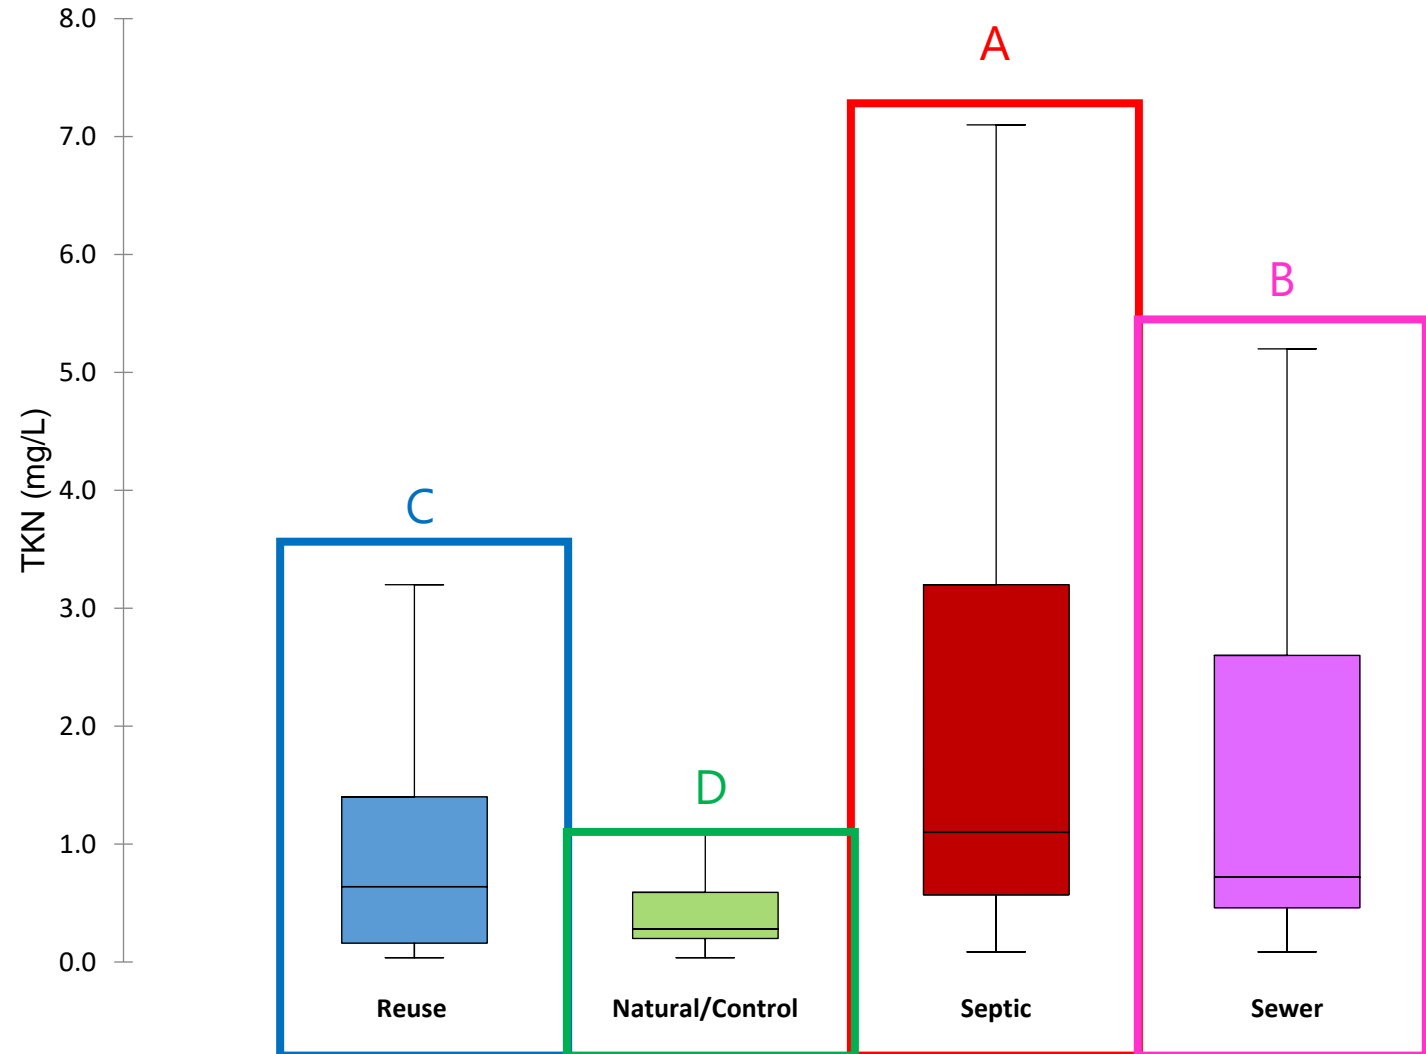 8.0
7.0
6.0
5.0
4.0
3.0
2.0
1.0
0.0
TKN (mg/L)
A
B
C
D
Reuse
Natural/Control
Septic
Sewer